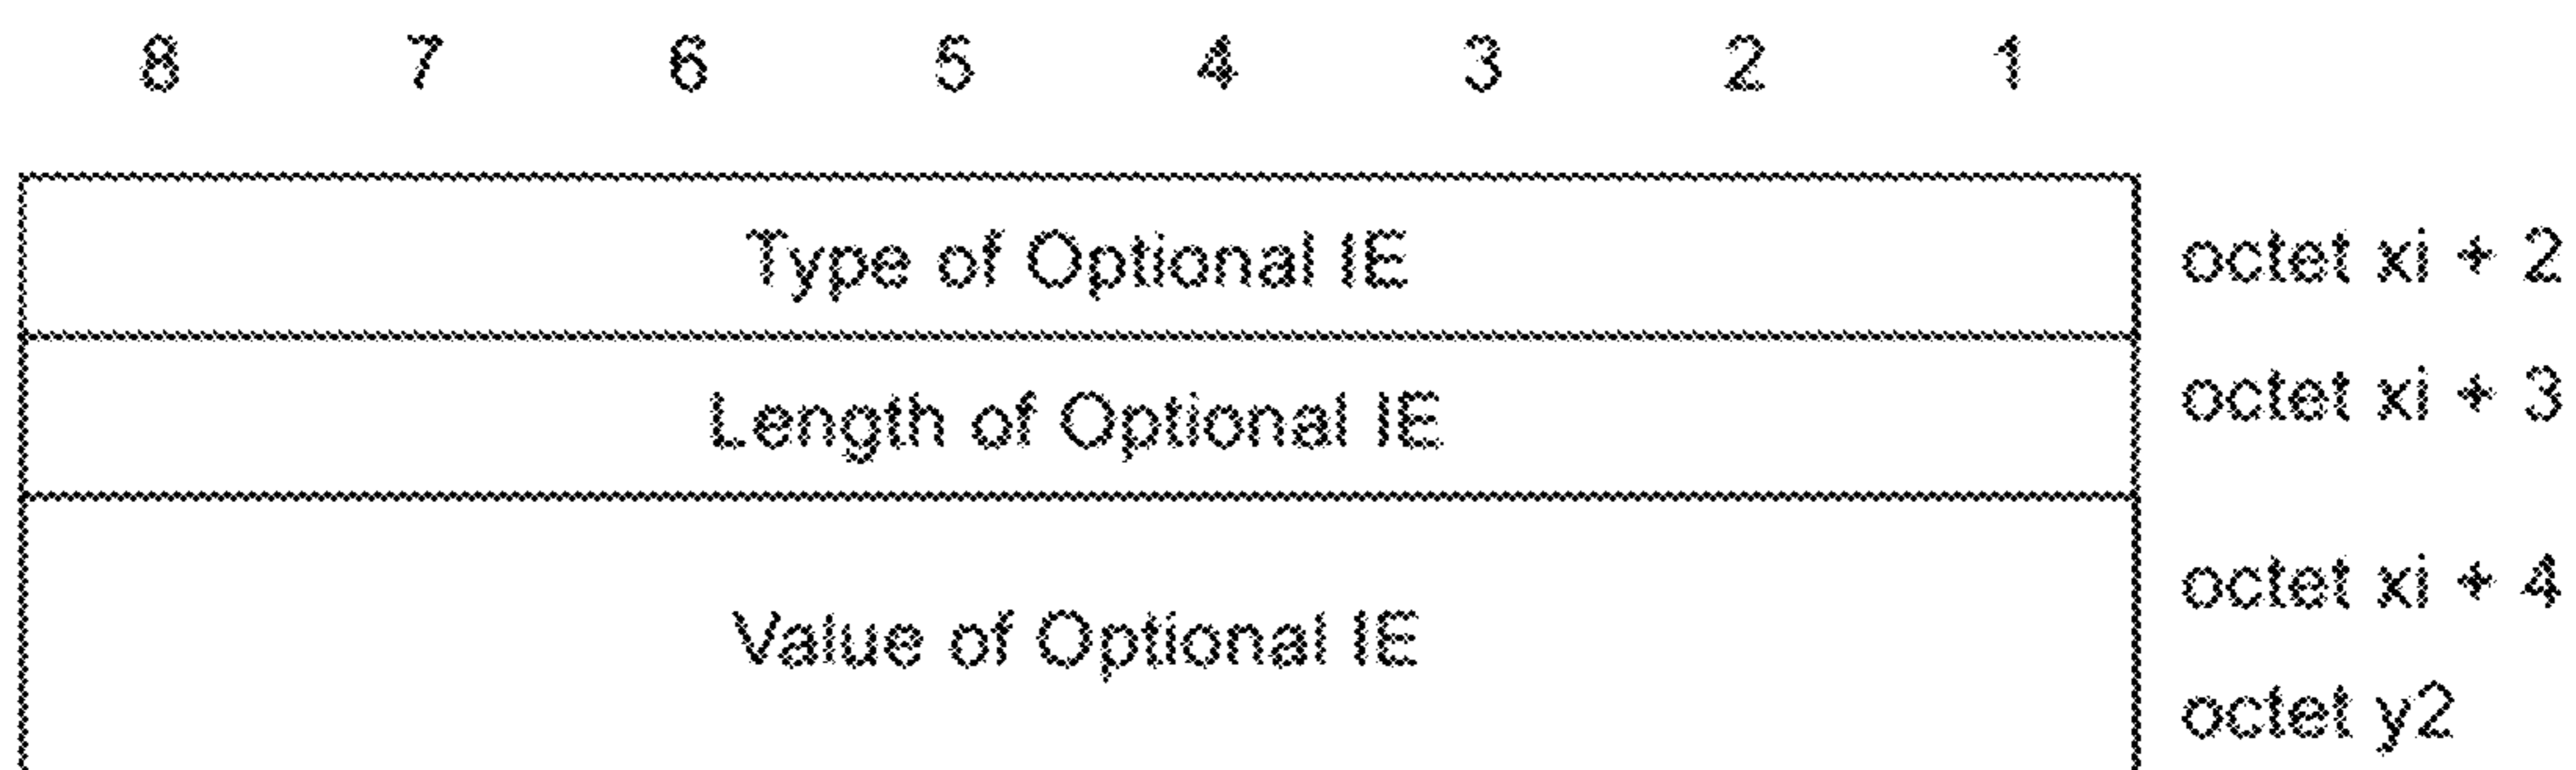 8 7 6 5 4 3 2 1
Type of Optional IE octet xi + 2
Length of Optional IE octet xi + 3
octet xi + 4
Value of Optional IE
octet y2